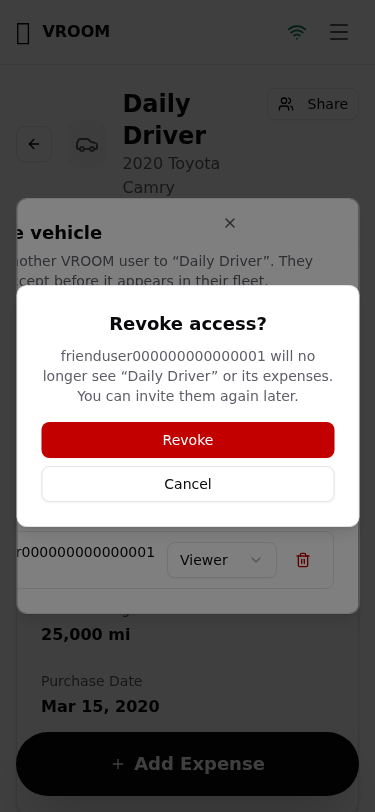 VROOM
Daily
Driver
Share
2020 Toyota
Camry
e vehicle
nother VROOM user to “Daily Driver”. They
cept before it appears in their fleet.
Revoke access?
frienduser000000000000001 will no
longer see “Daily Driver” or its expenses.
You can invite them again later.
Revoke
Cancel
r000000000000001
Viewer
25,000 mi
Purchase Date
Mar 15, 2020
+ Add Expense